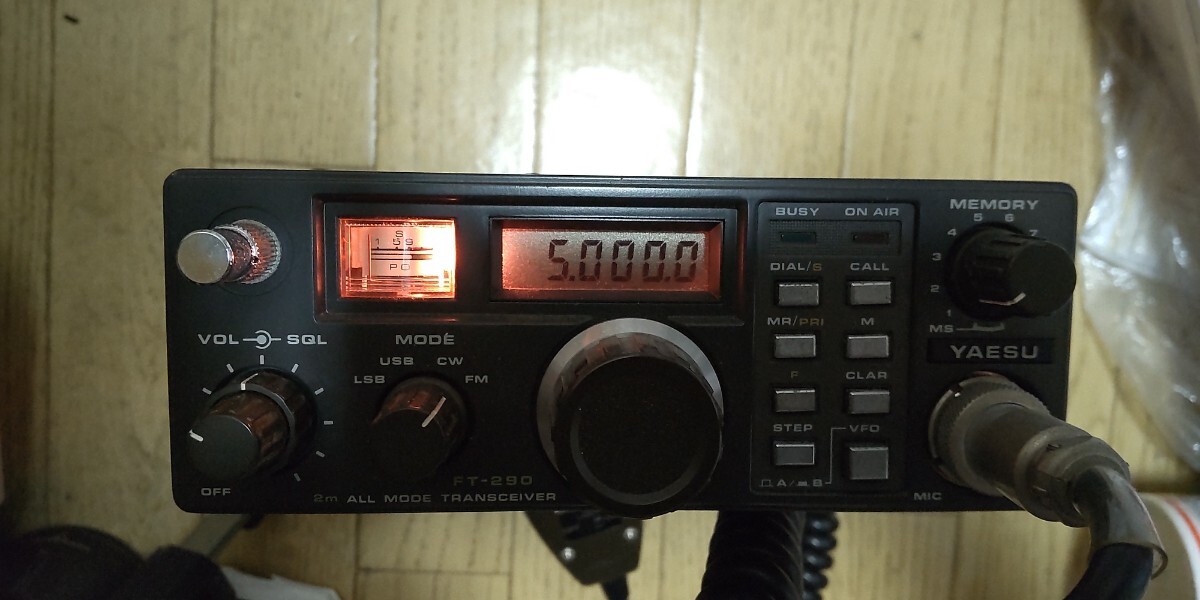 BUSY ON AIR
MEMORY
5 6
4 7
3
2
1
MS
S
1 5 9
PO
5.000.0
DIAL/S CALL
MR/PRI M
F CLAR
STEP VFO
A/ B
YAESU
VOL SQL
MODE
USB CW
LSB FM
OFF
FT-290
2m ALL MODE TRANSCEIVER
MIC